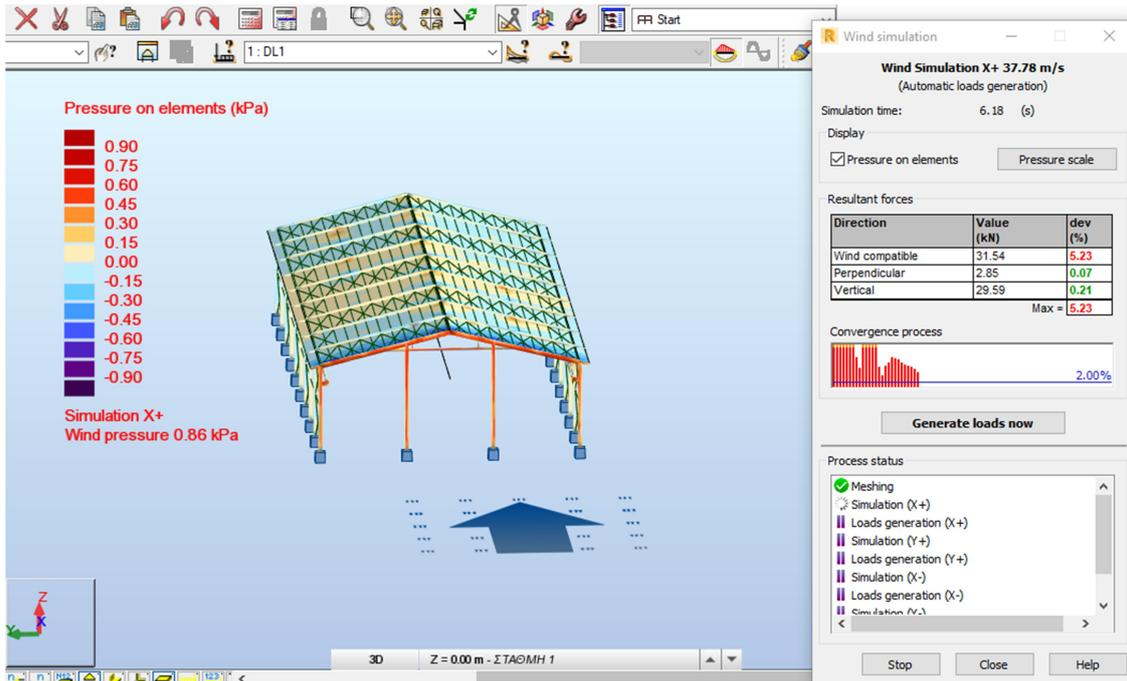 Start
1 : DL1
Pressure on elements (kPa)
0.90
0.75
0.60
0.45
0.30
0.15
0.00
-0.15
-0.30
-0.45
-0.60
-0.75
-0.90
Simulation X+
Wind pressure 0.86 kPa
Z
X
Y
3D
Z = 0.00 m - ΣΤΑΘΜΗ 1
Wind simulation
Wind Simulation X+ 37.78 m/s
(Automatic loads generation)
Simulation time: 6.18 (s)
Display
Pressure on elements Pressure scale
Resultant forces
Direction Value (kN) dev (%)
Wind compatible 31.54 5.23
Perpendicular 2.85 0.07
Vertical 29.59 0.21
Max = 5.23
Convergence process
2.00%
Generate loads now
Process status
Meshing
Simulation (X+)
Loads generation (X+)
Simulation (Y+)
Loads generation (Y+)
Simulation (X-)
Loads generation (X-)
Simulation (Y-)
Stop Close Help